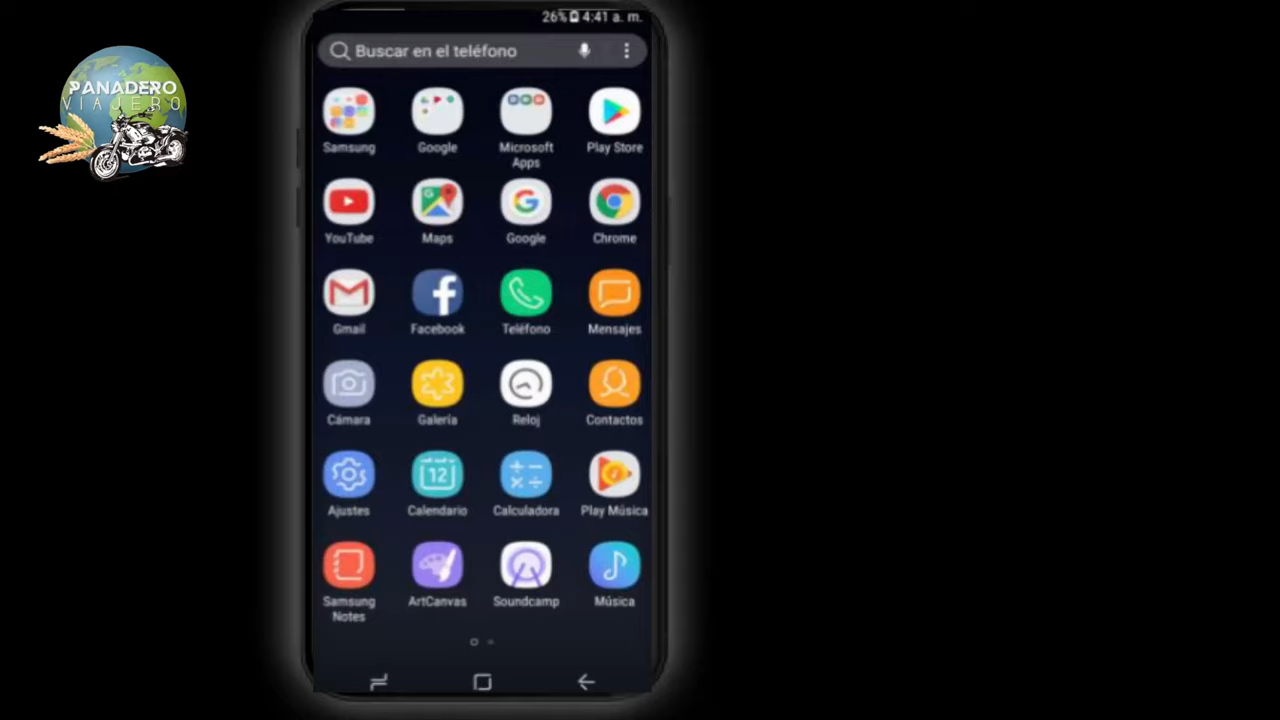 PANADERO
VIAJERO
26% 4:41 a. m.
Buscar en el teléfono
Samsung
Google
Microsoft
Apps
Play Store
YouTube
Maps
Google
Chrome
Gmail
Facebook
Teléfono
Mensajes
Cámara
Galería
Reloj
Contactos
Ajustes
12
Calendario
Calculadora
Play Música
Samsung
Notes
ArtCanvas
Soundcamp
Música